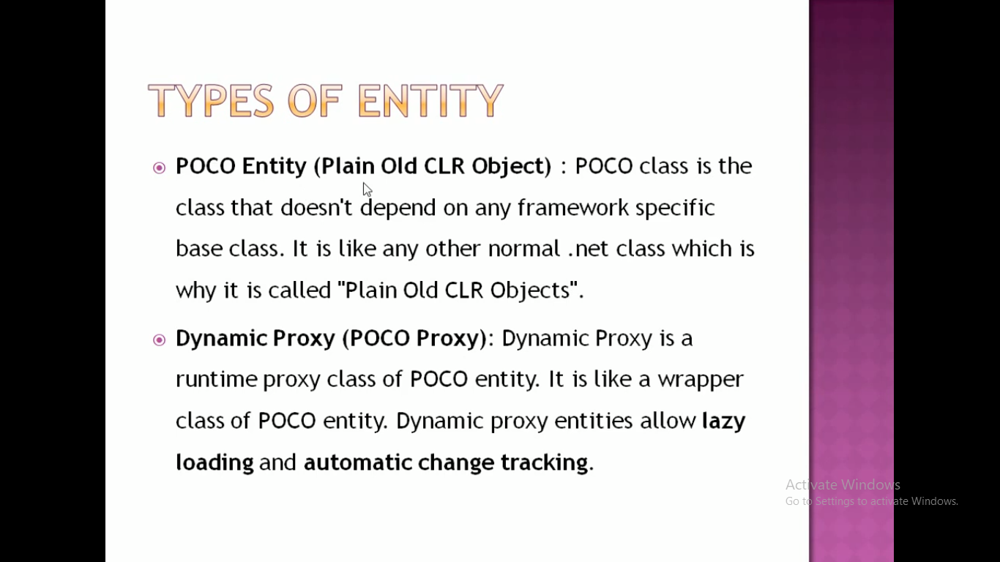 TYPES OF ENTITY
POCO Entity (Plain Old CLR Object) : POCO class is the
class that doesn't depend on any framework specific
base class. It is like any other normal .net class which is
why it is called "Plain Old CLR Objects".
Dynamic Proxy (POCO Proxy): Dynamic Proxy is a
runtime proxy class of POCO entity. It is like a wrapper
class of POCO entity. Dynamic proxy entities allow lazy
loading and automatic change tracking.
Activate Windows
Go to Settings to activate Windows.